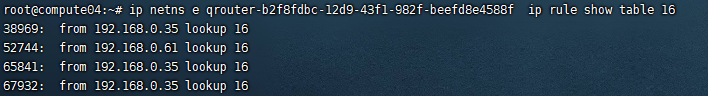 root@compute04:~# ip netns e qrouter-b2f8fdbc-12d9-43f1-982f-beefd8e4588f  ip rule show table 16
38969:  from 192.168.0.35 lookup 16
52744:  from 192.168.0.61 lookup 16
65841:  from 192.168.0.35 lookup 16
67932:  from 192.168.0.35 lookup 16